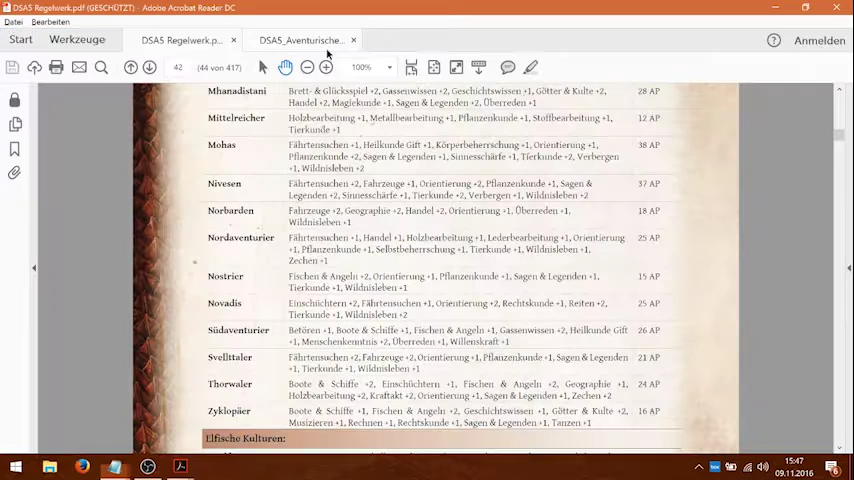 DSA5 Regelwerk.pdf (GESCHÜTZT) - Adobe Acrobat Reader DC
Datei Bearbeiten
Start Werkzeuge DSA5 Regelwerk.p... × DSA5_Aventurische... × Anmelden
42 (44 von 417) 100%
Mhanadistani Brett- & Glücksspiel +2, Gassenwissen +2, Geschichtswissen +1, Götter & Kulte +2, 28 AP
Handel +2, Magiekunde +1, Sagen & Legenden +2, Überreden +1
Mittelreicher Holzbearbeitung +1, Metallbearbeitung +1, Pflanzenkunde +1, Stoffbearbeitung +1, 12 AP
Tierkunde +1
Mohas Fährtensuchen +1, Heilkunde Gift +1, Körperbeherrschung +1, Orientierung +1, 38 AP
Pflanzenkunde +2, Sagen & Legenden +1, Sinnesschärfe +1, Tierkunde +2, Verbergen
+1, Wildnisleben +2
Nivesen Fährtensuchen +2, Fahrzeuge +1, Orientierung +2, Pflanzenkunde +1, Sagen & 37 AP
Legenden +2, Sinnesschärfe +1, Tierkunde +2, Verbergen +1, Wildnisleben +2
Norbarden Fahrzeuge +2, Geographie +2, Handel +2, Orientierung +1, Überreden +1, 18 AP
Wildnisleben +1
Nordaventurier Fährtensuchen +1, Handel +1, Holzbearbeitung +1, Lederbearbeitung +1, Orientierung 25 AP
+1, Pflanzenkunde +1, Selbstbeherrschung +1, Tierkunde +1, Wildnisleben +1,
Zechen +1
Nostrier Fischen & Angeln +2, Orientierung +1, Pflanzenkunde +1, Sagen & Legenden +1, 15 AP
Tierkunde +1, Wildnisleben +1
Novadis Einschüchtern +2, Fährtensuchen +1, Orientierung +2, Rechtskunde +1, Reiten +2, 25 AP
Tierkunde +1, Wildnisleben +2
Südaventurier Betören +1, Boote & Schiffe +1, Fischen & Angeln +1, Gassenwissen +2, Heilkunde Gift 26 AP
+1, Menschenkenntnis +2, Überreden +1, Willenskraft +1
Svellttaler Fährtensuchen +2, Fahrzeuge +2, Orientierung +1, Pflanzenkunde +1, Sagen & Legenden 21 AP
+1, Tierkunde +1, Wildnisleben +1
Thorwaler Boote & Schiffe +2, Einschüchtern +1, Fischen & Angeln +2, Geographie +1, 24 AP
Holzbearbeitung +2, Kraftakt +2, Orientierung +1, Sagen & Legenden +1, Zechen +2
Zyklopäer Boote & Schiffe +1, Fischen & Angeln +2, Geschichtswissen +1, Götter & Kulte +2, 16 AP
Musizieren +1, Rechnen +1, Rechtskunde +1, Sagen & Legenden +1, Tanzen +1
Elfische Kulturen:
15:47
09.11.2016